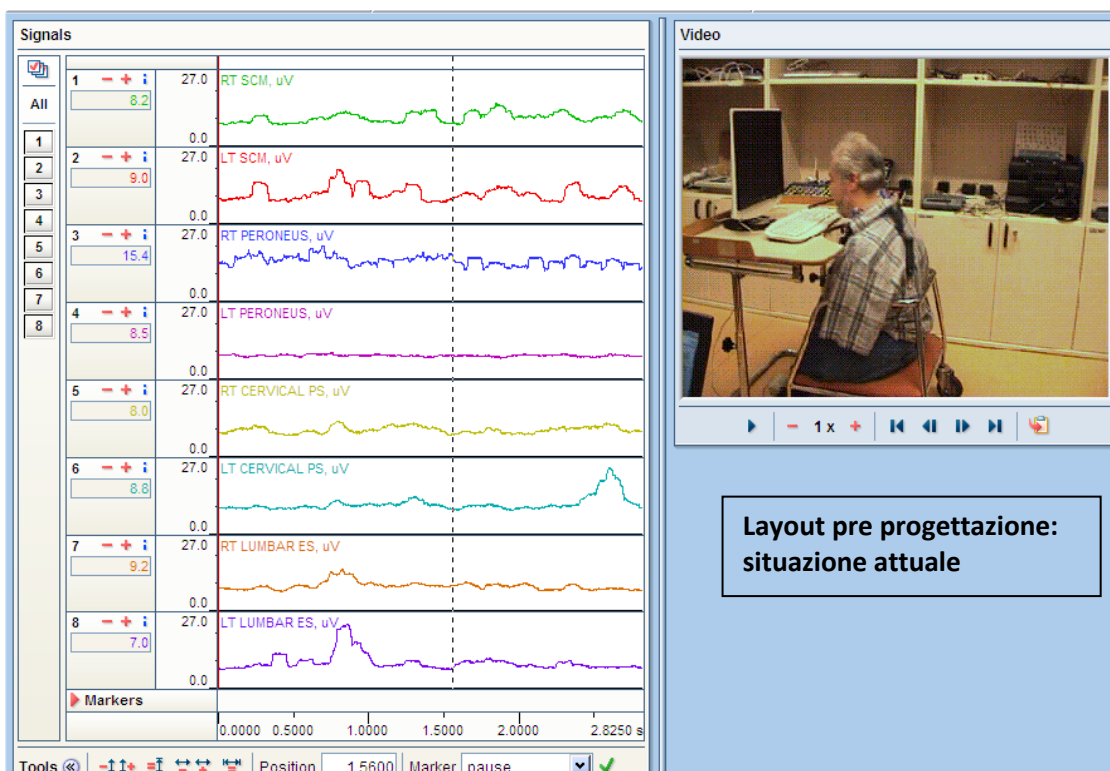 Signals
All
1
2
3
4
5
6
7
8
1 − + i 27.0 RT SCM, uV
8.2
0.0
2 − + i 27.0 LT SCM, uV
9.0
0.0
3 − + i 27.0 RT PERONEUS, uV
15.4
0.0
4 − + i 27.0 LT PERONEUS, uV
8.5
0.0
5 − + i 27.0 RT CERVICAL PS, uV
8.0
0.0
6 − + i 27.0 LT CERVICAL PS, uV
8.8
0.0
7 − + i 27.0 RT LUMBAR ES, uV
9.2
0.0
8 − + i 27.0 LT LUMBAR ES, uV
7.0
0.0
Markers
0.0000 0.5000 1.0000 1.5000 2.0000 2.8250 s
Tools Position 1.5600 Marker pause
Video
− 1 x +
Layout pre progettazione:
situazione attuale